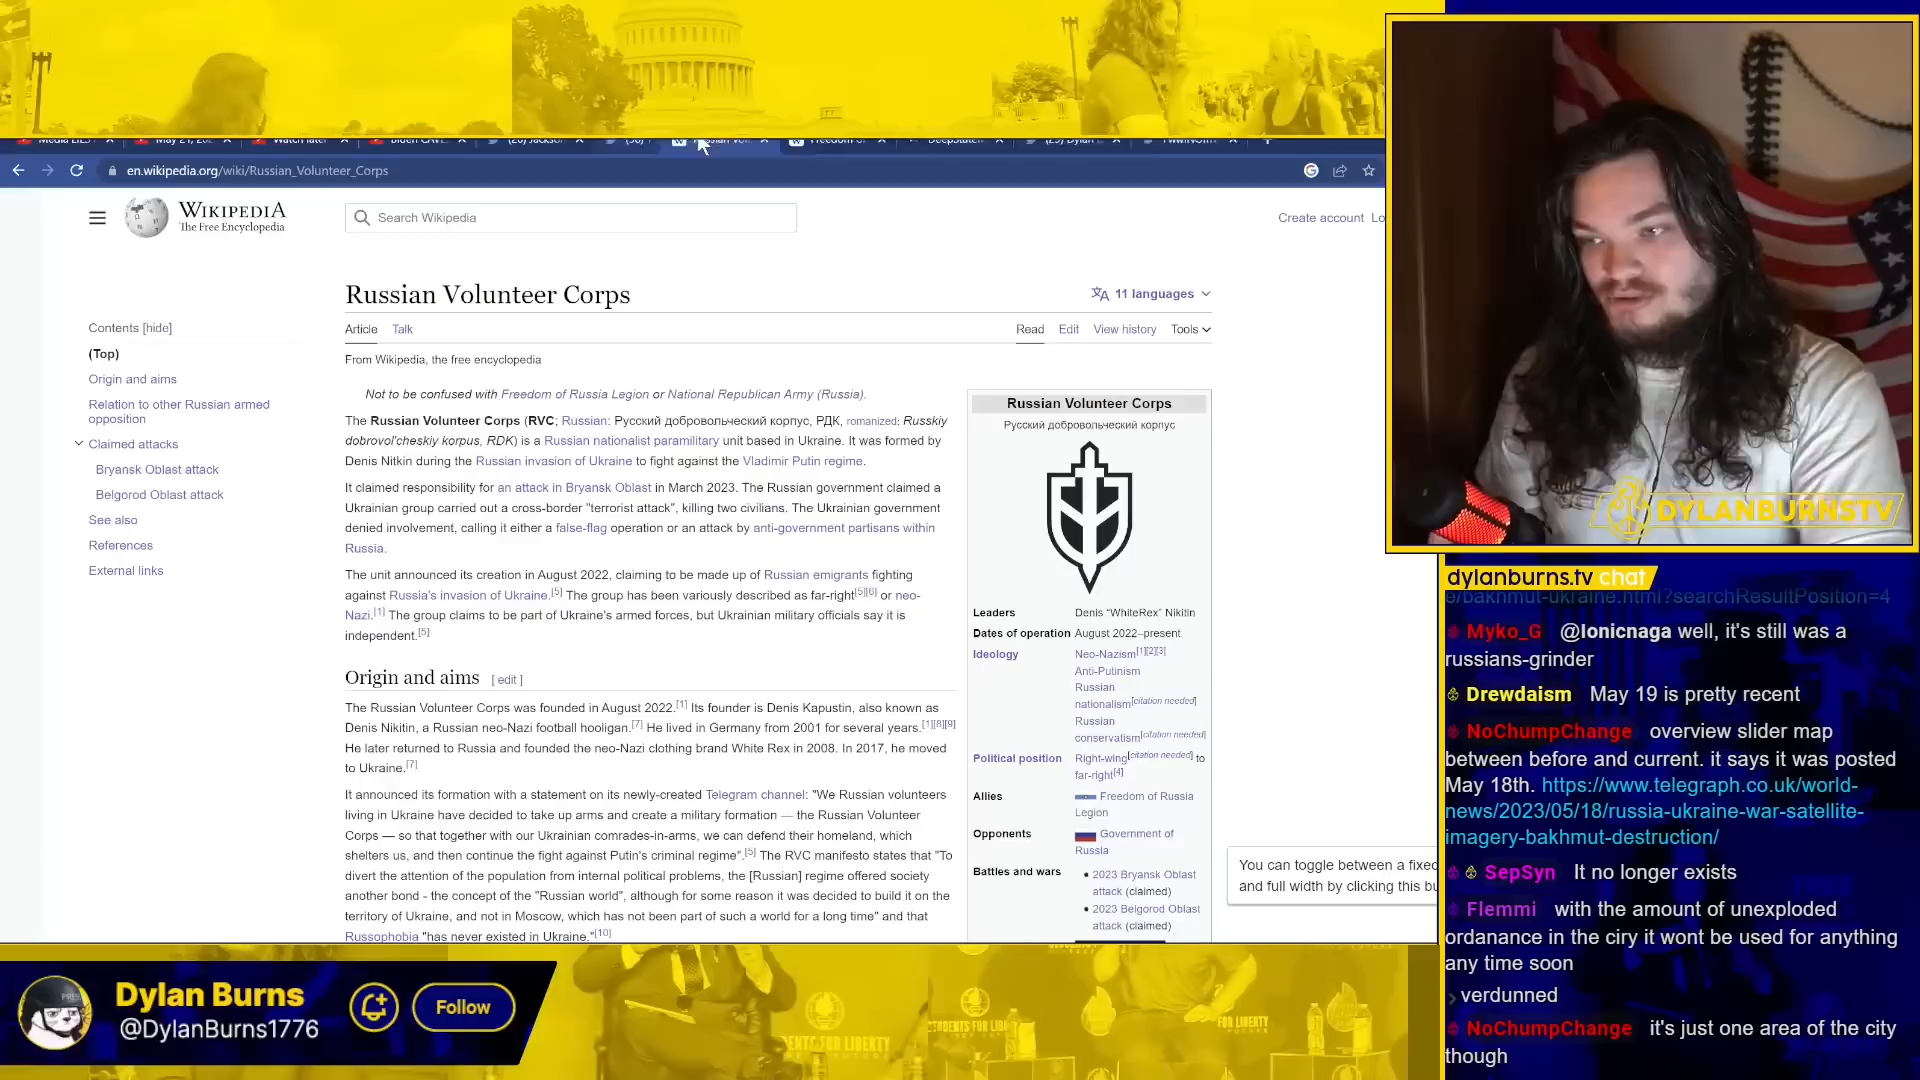 Media LIES
May 21, 202
Watch later
Biden CAVE
(20) Jackso
(98)
Russian Vol
Freedom of
DeepState
(25) Dylan
en.wikipedia.org/wiki/Russian_Volunteer_Corps
WIKIPEDIA
The Free Encyclopedia
Search Wikipedia
Create account Lo
Russian Volunteer Corps
11 languages
Contents [hide]
(Top)
Origin and aims
Relation to other Russian armed
opposition
Claimed attacks
Bryansk Oblast attack
Belgorod Oblast attack
See also
References
External links
Article Talk
Read Edit View history Tools
From Wikipedia, the free encyclopedia
Not to be confused with Freedom of Russia Legion or National Republican Army (Russia).
The Russian Volunteer Corps (RVC; Russian: Русский добровольческий корпус, РДК, romanized: Russkiy
dobrovol'cheskiy korpus, RDK) is a Russian nationalist paramilitary unit based in Ukraine. It was formed by
Denis Nitkin during the Russian invasion of Ukraine to fight against the Vladimir Putin regime.
It claimed responsibility for an attack in Bryansk Oblast in March 2023. The Russian government claimed a
Ukrainian group carried out a cross-border "terrorist attack", killing two civilians. The Ukrainian government
denied involvement, calling it either a false-flag operation or an attack by anti-government partisans within
Russia.
The unit announced its creation in August 2022, claiming to be made up of Russian emigrants fighting
against Russia's invasion of Ukraine.[5] The group has been variously described as far-right[5][6] or neo-
Nazi.[1] The group claims to be part of Ukraine's armed forces, but Ukrainian military officials say it is
independent.[5]
Origin and aims [ edit ]
The Russian Volunteer Corps was founded in August 2022.[1] Its founder is Denis Kapustin, also known as
Denis Nikitin, a Russian neo-Nazi football hooligan.[7] He lived in Germany from 2001 for several years.[1][8][9]
He later returned to Russia and founded the neo-Nazi clothing brand White Rex in 2008. In 2017, he moved
to Ukraine.[7]
It announced its formation with a statement on its newly-created Telegram channel: "We Russian volunteers
living in Ukraine have decided to take up arms and create a military formation — the Russian Volunteer
Corps — so that together with our Ukrainian comrades-in-arms, we can defend their homeland, which
shelters us, and then continue the fight against Putin's criminal regime".[5] The RVC manifesto states that "To
divert the attention of the population from internal political problems, the [Russian] regime offered society
another bond - the concept of the "Russian world", although for some reason it was decided to build it on the
territory of Ukraine, and not in Moscow, which has not been part of such a world for a long time" and that
Russophobia "has never existed in Ukraine."[10]
Russian Volunteer Corps
Русский добровольческий корпус
Leaders Denis "WhiteRex" Nikitin
Dates of operation August 2022–present
Ideology Neo-Nazism[1][2][3]
Anti-Putinism
Russian
nationalism[citation needed]
Russian
conservatism[citation needed]
Political position Right-wing[citation needed] to
far-right[4]
Allies Freedom of Russia
Legion
Opponents Government of
Russia
Battles and wars
2023 Bryansk Oblast
attack (claimed)
2023 Belgorod Oblast
attack (claimed)
You can toggle between a fixed
and full width by clicking this bu
DYLANBURNSTV
dylanburns.tv chat
e/bakhmut-ukraine.html?searchResultPosition=4
Myko_G @Ionicnaga well, it's still was a
russians-grinder
Drewdaism May 19 is pretty recent
NoChumpChange overview slider map
between before and current. it says it was posted
May 18th. https://www.telegraph.co.uk/world-
news/2023/05/18/russia-ukraine-war-satellite-
imagery-bakhmut-destruction/
SepSyn It no longer exists
Flemmi with the amount of unexploded
ordanance in the ciry it wont be used for anything
any time soon
verdunned
NoChumpChange it's just one area of the city
though
PRESS
Dylan Burns
@DylanBurns1776
Follow
STUDENTS FOR LIBERTY
STUDENTS FOR LIB
FOR LIBERTY